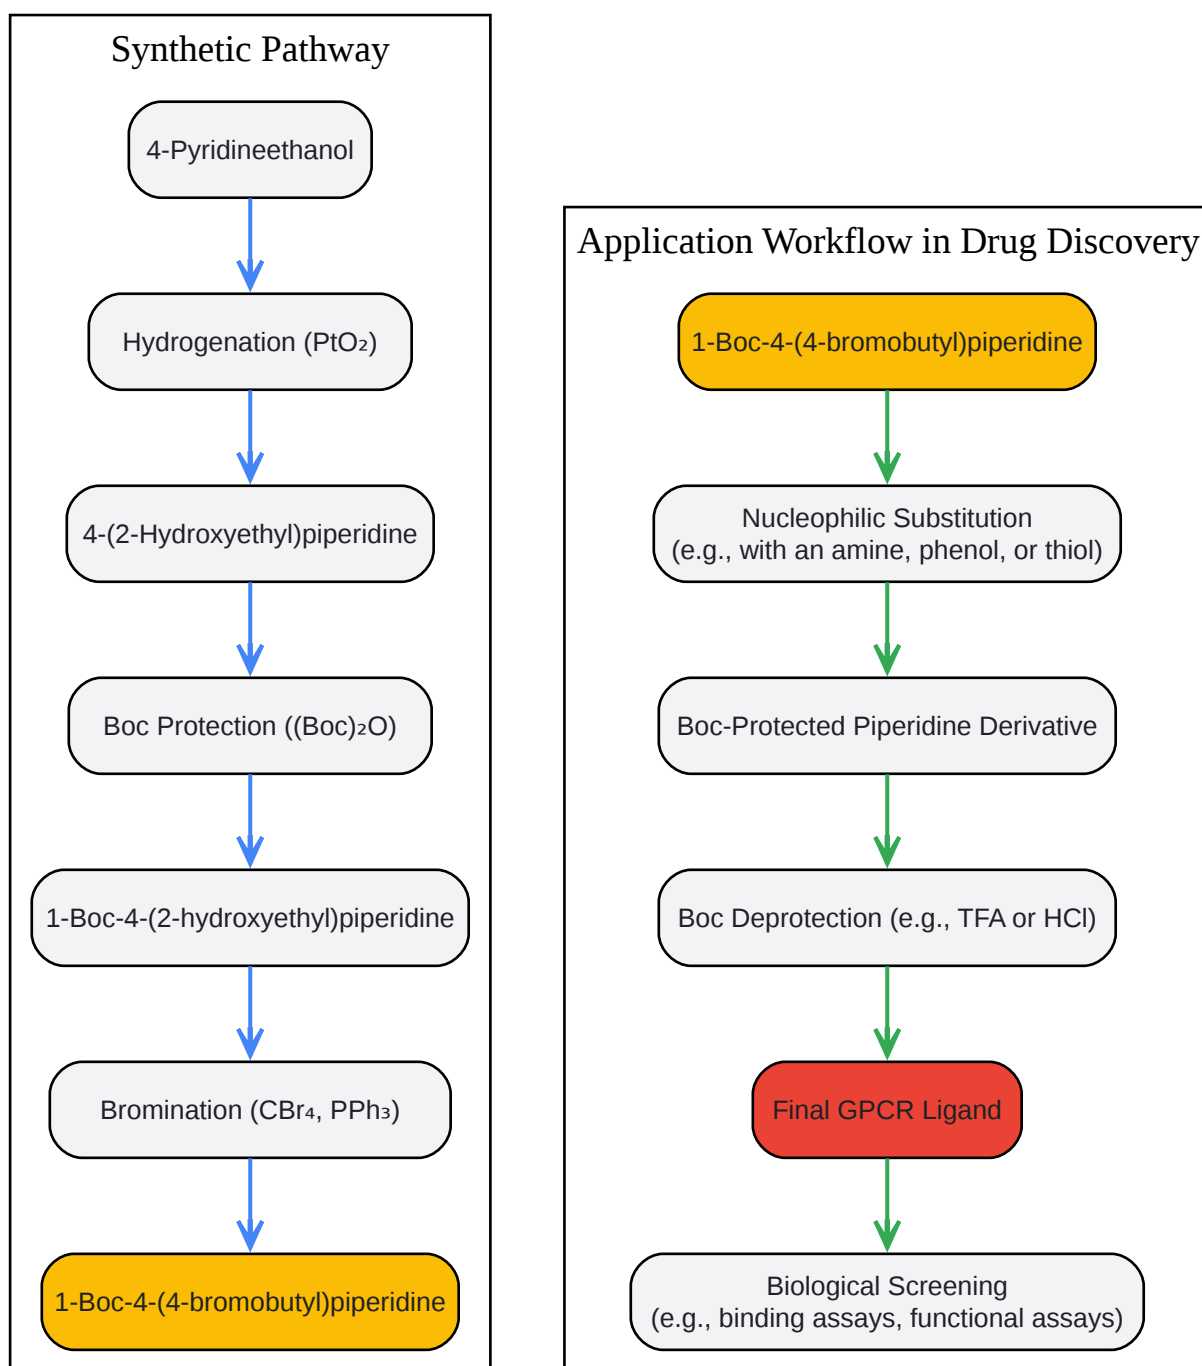 Synthetic Pathway
4-Pyridineethanol
Hydrogenation (PtO₂)
4-(2-Hydroxyethyl)piperidine
Boc Protection ((Boc)₂O)
1-Boc-4-(2-hydroxyethyl)piperidine
Bromination (CBr₄, PPh₃)
1-Boc-4-(4-bromobutyl)piperidine
Application Workflow in Drug Discovery
1-Boc-4-(4-bromobutyl)piperidine
Nucleophilic Substitution
(e.g., with an amine, phenol, or thiol)
Boc-Protected Piperidine Derivative
Boc Deprotection (e.g., TFA or HCl)
Final GPCR Ligand
Biological Screening
(e.g., binding assays, functional assays)